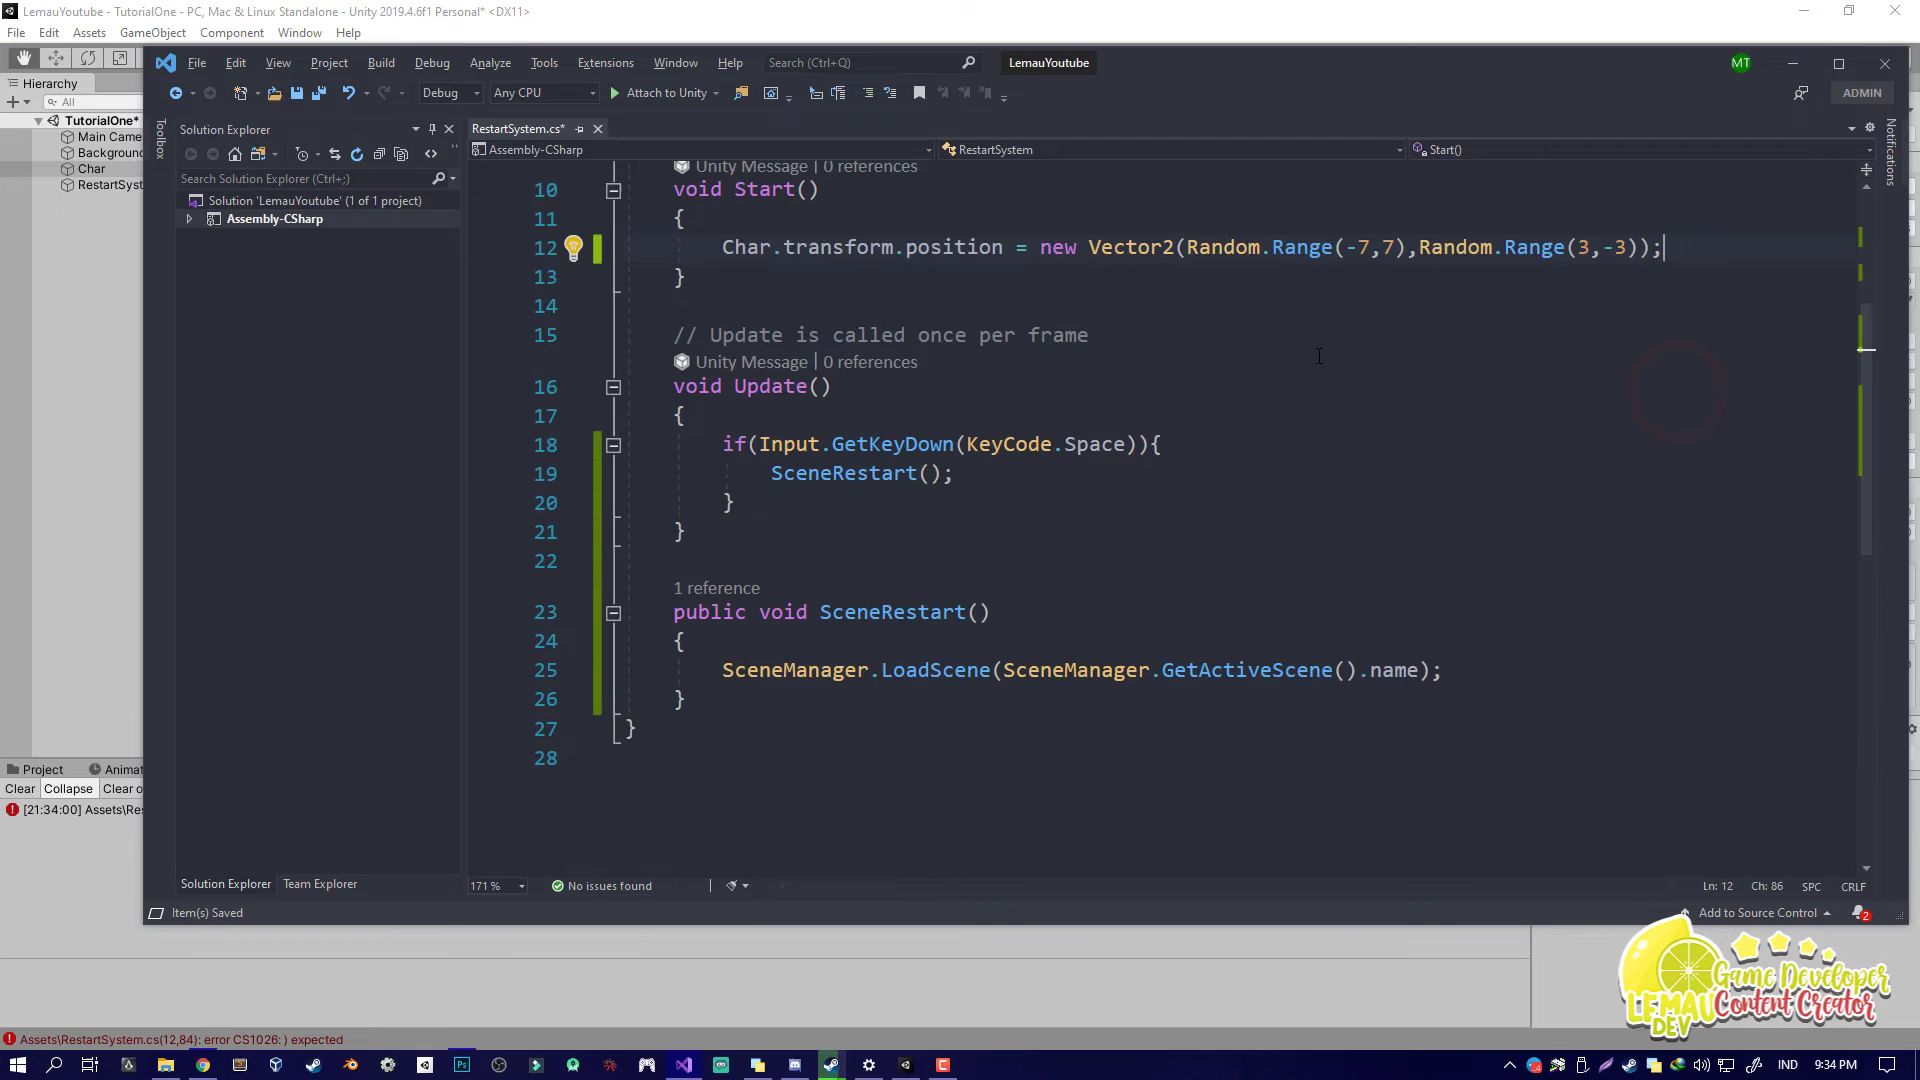 LemauYoutube - TutorialOne - PC, Mac & Linux Standalone - Unity 2019.4.6f1 Personal* <DX11>
File Edit Assets GameObject Component Window Help
Hierarchy
All
TutorialOne*
Main Came
Background
Char
RestartSyst
File Edit View Project Build Debug Analyze Tools Extensions Window Help Search (Ctrl+Q) LemauYoutube MT
Debug Any CPU Attach to Unity ADMIN
Toolbox
Solution Explorer
Search Solution Explorer (Ctrl+;)
Solution 'LemauYoutube' (1 of 1 project)
Assembly-CSharp
RestartSystem.cs*
Assembly-CSharp RestartSystem Start()
Notifications
Unity Message | 0 references
10 void Start()
11 {
12 Char.transform.position = new Vector2(Random.Range(-7,7),Random.Range(3,-3));
13 }
14
15 // Update is called once per frame
Unity Message | 0 references
16 void Update()
17 {
18 if(Input.GetKeyDown(KeyCode.Space)){
19 SceneRestart();
20 }
21 }
22
1 reference
23 public void SceneRestart()
24 {
25 SceneManager.LoadScene(SceneManager.GetActiveScene().name);
26 }
27 }
28
Project Animat
Clear Collapse Clear o
[21:34:00] Assets\Res
Solution Explorer Team Explorer
171 % No issues found Ln: 12 Ch: 86 SPC CRLF
Item(s) Saved Add to Source Control 2
LEMAU DEV
Game Developer
Content Creator
Assets\RestartSystem.cs(12,84): error CS1026: ) expected
Ps IND 9:34 PM